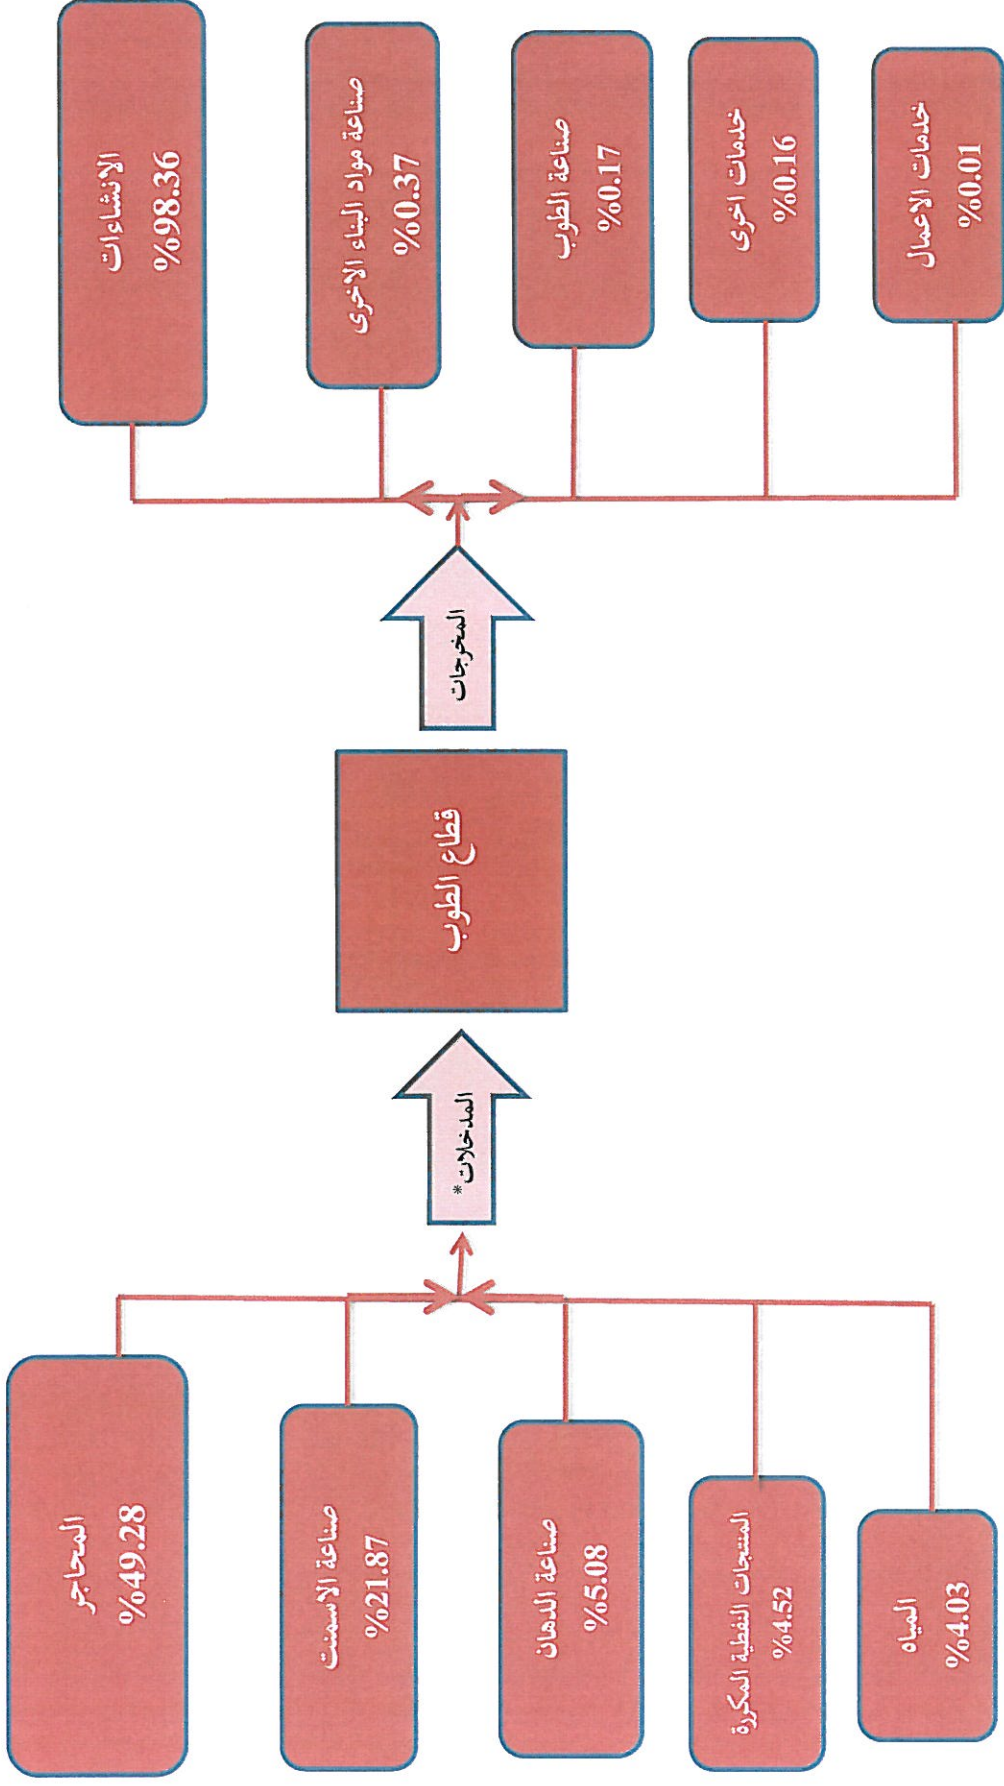 المحاجر
%49.28
صناعة الاسمنت
%21.87
صناعة الدهان
%5.08
المنتجات النفطية المكررة
%4.52
المياه
%4.03
المدخلات*
قطاع الطوب
المخرجات
الانشاءات
%98.36
صناعة مواد البناء الاخرى
%0.37
صناعة الطوب
%0.17
خدمات اخرى
%0.16
خدمات الاعمال
%0.01